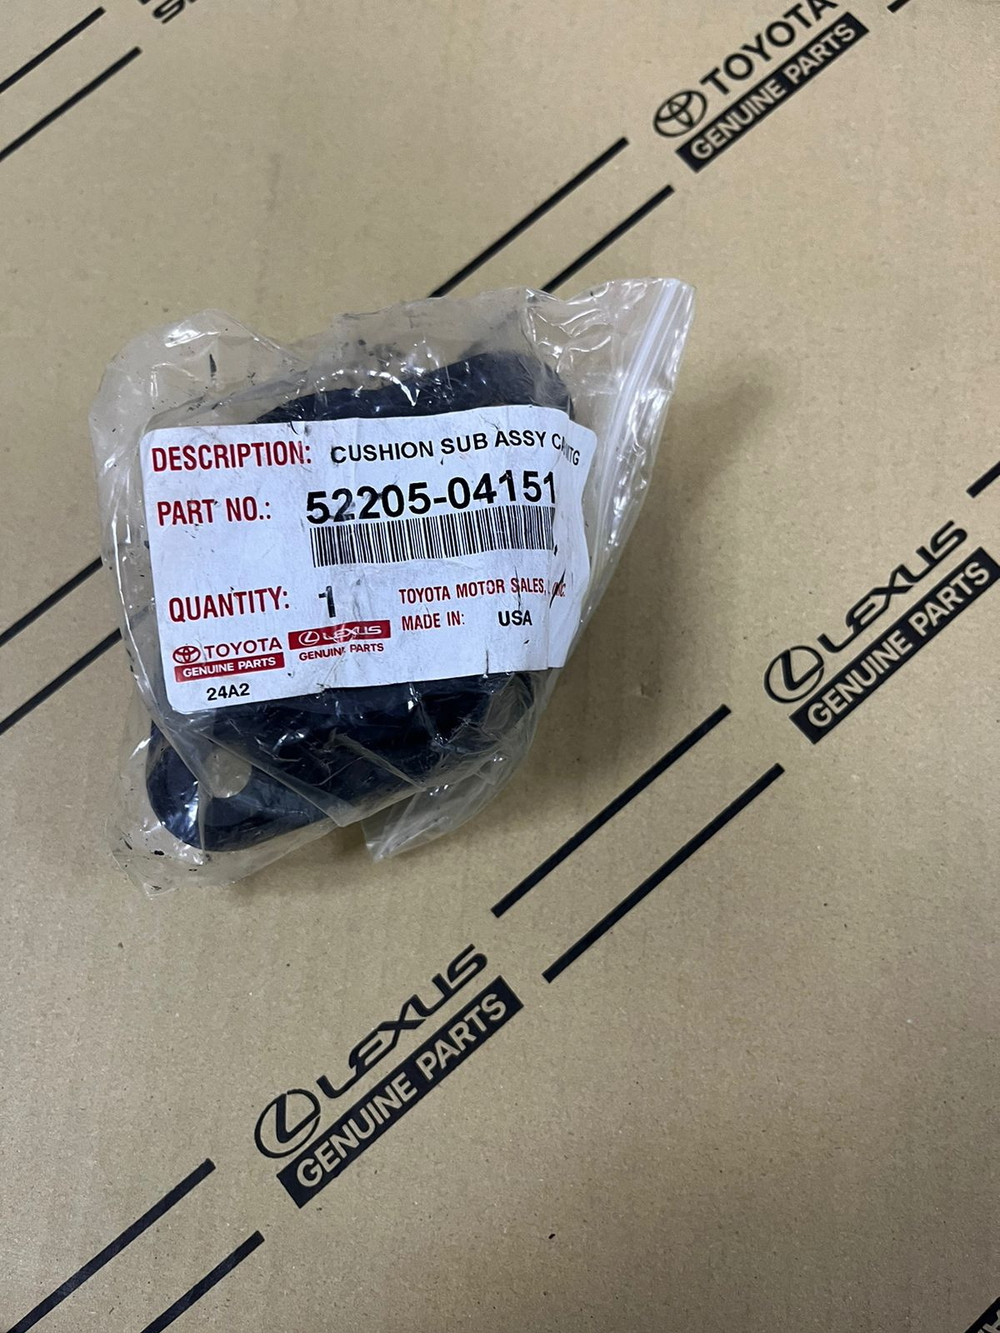 TOYOTA
GENUINE PARTS
DESCRIPTION: CUSHION SUB ASSY
PART NO.: 52205-04151
QUANTITY: 1
TOYOTA MOTOR SALES,
MADE IN: USA
TOYOTA
GENUINE PARTS
LEXUS
GENUINE PARTS
24A2
LEXUS
GENUINE PARTS
LEXUS
GENUINE PARTS